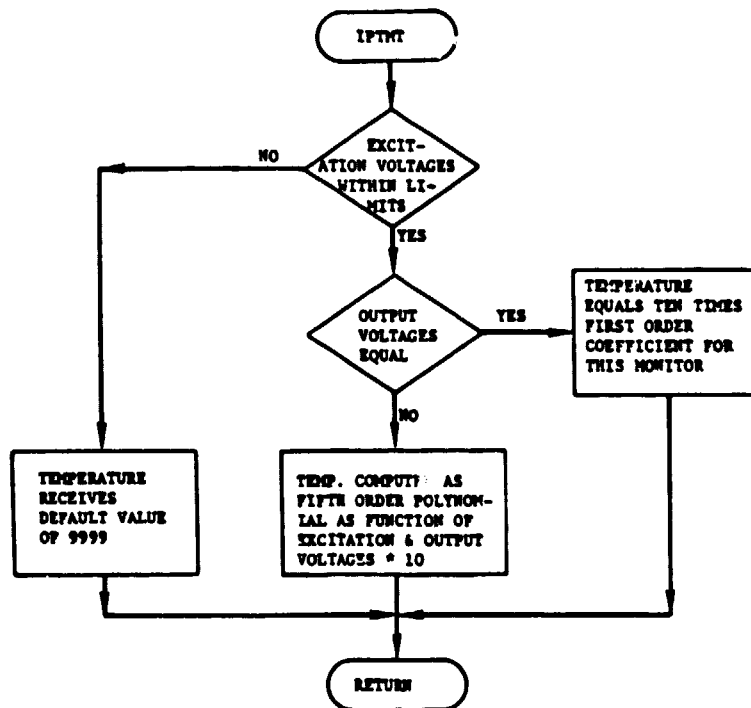 IPTMT
EXCIT-
ATION VOLTAGES
WITHIN LI-
MITS
NO
YES
OUTPUT
VOLTAGES
EQUAL
YES
NO
TEMPERATURE
EQUALS TEN TIMES
FIRST ORDER
COEFFICIENT FOR
THIS MONITOR
TEMPERATURE
RECEIVES
DEFAULT VALUE
OF 9999
TEMP. COMPUTE AS
FIFTH ORDER POLYNOM-
IAL AS FUNCTION OF
EXCITATION & OUTPUT
VOLTAGES * 10
RETURN